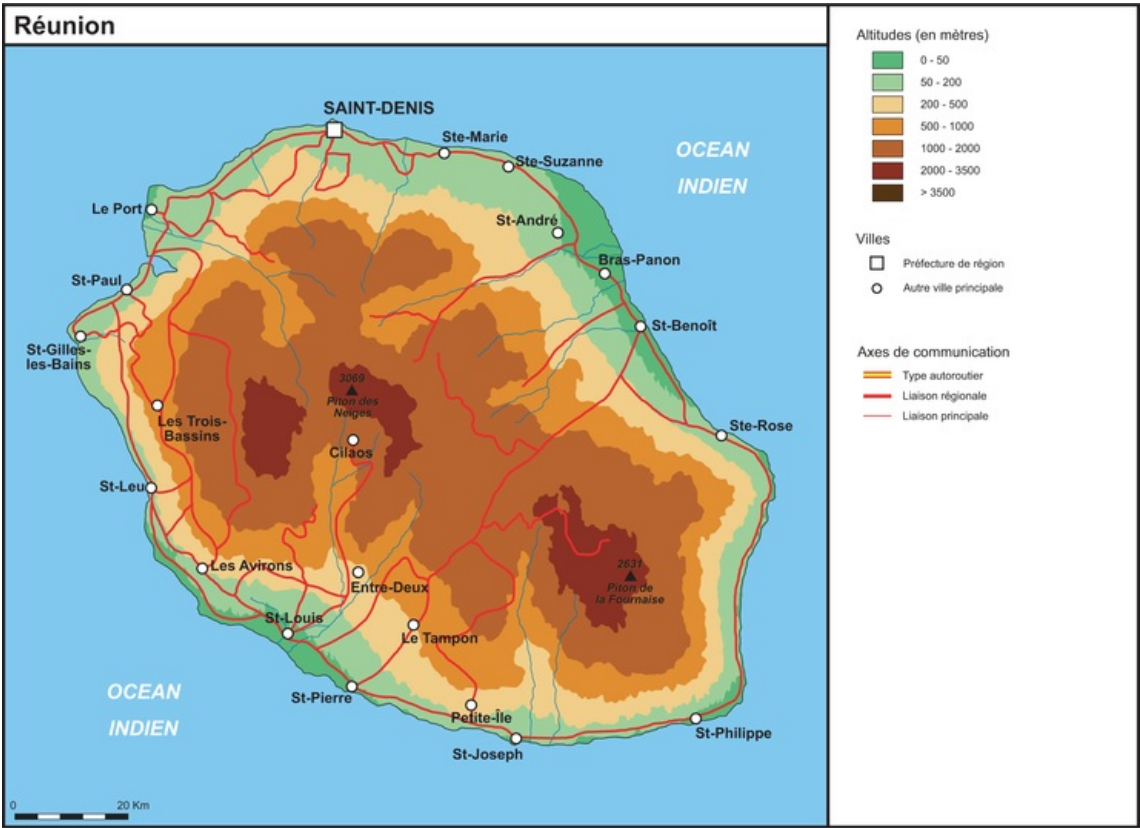 Réunion
SAINT-DENIS
Ste-Marie
Ste-Suzanne
OCEAN
INDIEN
Le Port
St-André
Bras-Panon
St-Paul
St-Benoît
St-Gilles-
les-Bains
3069
Piton des
Neiges
Les Trois-
Bassins
Ste-Rose
Cilaos
St-Leu
Les Avirons
Entre-Deux
2631
Piton de
la Fournaise
St-Louis
Le Tampon
OCEAN
INDIEN
St-Pierre
Petite-Île
St-Philippe
St-Joseph
0 20 Km
Altitudes (en mètres)
0 - 50
50 - 200
200 - 500
500 - 1000
1000 - 2000
2000 - 3500
> 3500
Villes
Préfecture de région
Autre ville principale
Axes de communication
Type autoroutier
Liaison régionale
Liaison principale